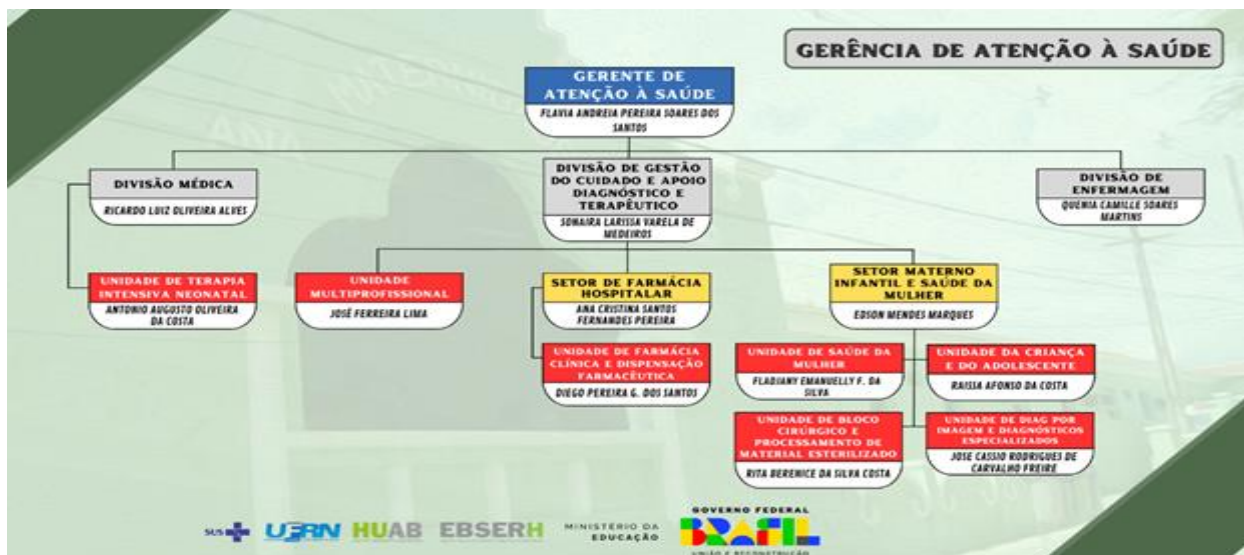 GERÊNCIA DE ATENÇÃO À SAÚDE
GERENTE DE
ATENÇÃO À SAÚDE
FLAVIA ANDREIA PEREIRA SOARES DOS
SANTOS
DIVISÃO MÉDICA
RICARDO LUIZ OLIVEIRA ALVES
DIVISÃO DE GESTÃO
DO CUIDADO E APOIO
DIAGNÓSTICO E
TERAPÊUTICO
SONAIRA LARISSA VARELA DE
MEDEIROS
DIVISÃO DE
ENFERMAGEM
QUENIA CAMILLE SOARES
MARTINS
UNIDADE DE TERAPIA
INTENSIVA NEONATAL
ANTONIO AUGUSTO OLIVEIRA
DA COSTA
UNIDADE
MULTIPROFISSIONAL
JOSÉ FERREIRA LIMA
SETOR DE FARMÁCIA
HOSPITALAR
ANA CRISTINA SANTOS
FERNANDES PEREIRA
SETOR MATERNO
INFANTIL E SAÚDE DA
MULHER
EDSON MENDES MARQUES
UNIDADE DE FARMÁCIA
CLÍNICA E DISPENSAÇÃO
FARMACÊUTICA
DIEGO PEREIRA G. DOS SANTOS
UNIDADE DE SAÚDE DA
MULHER
FLADIANY EMANUELLY F. DA
SILVA
UNIDADE DA CRIANÇA
E DO ADOLESCENTE
RAISSA AFONSO DA COSTA
UNIDADE DE BLOCO
CIRÚRGICO E
PROCESSAMENTO DE
MATERIAL ESTERILIZADO
RITA BERENICE DA SILVA COSTA
UNIDADE DE DIAG POR
IMAGEM E DIAGNÓSTICOS
ESPECIALIZADOS
JOSE CASSIO RODRIGUES DE
CARVALHO FREIRE
SUS
UFRN
HUAB
EBSERH
MINISTÉRIO DA
EDUCAÇÃO
GOVERNO FEDERAL
BRASIL
UNIÃO E RECONSTRUÇÃO